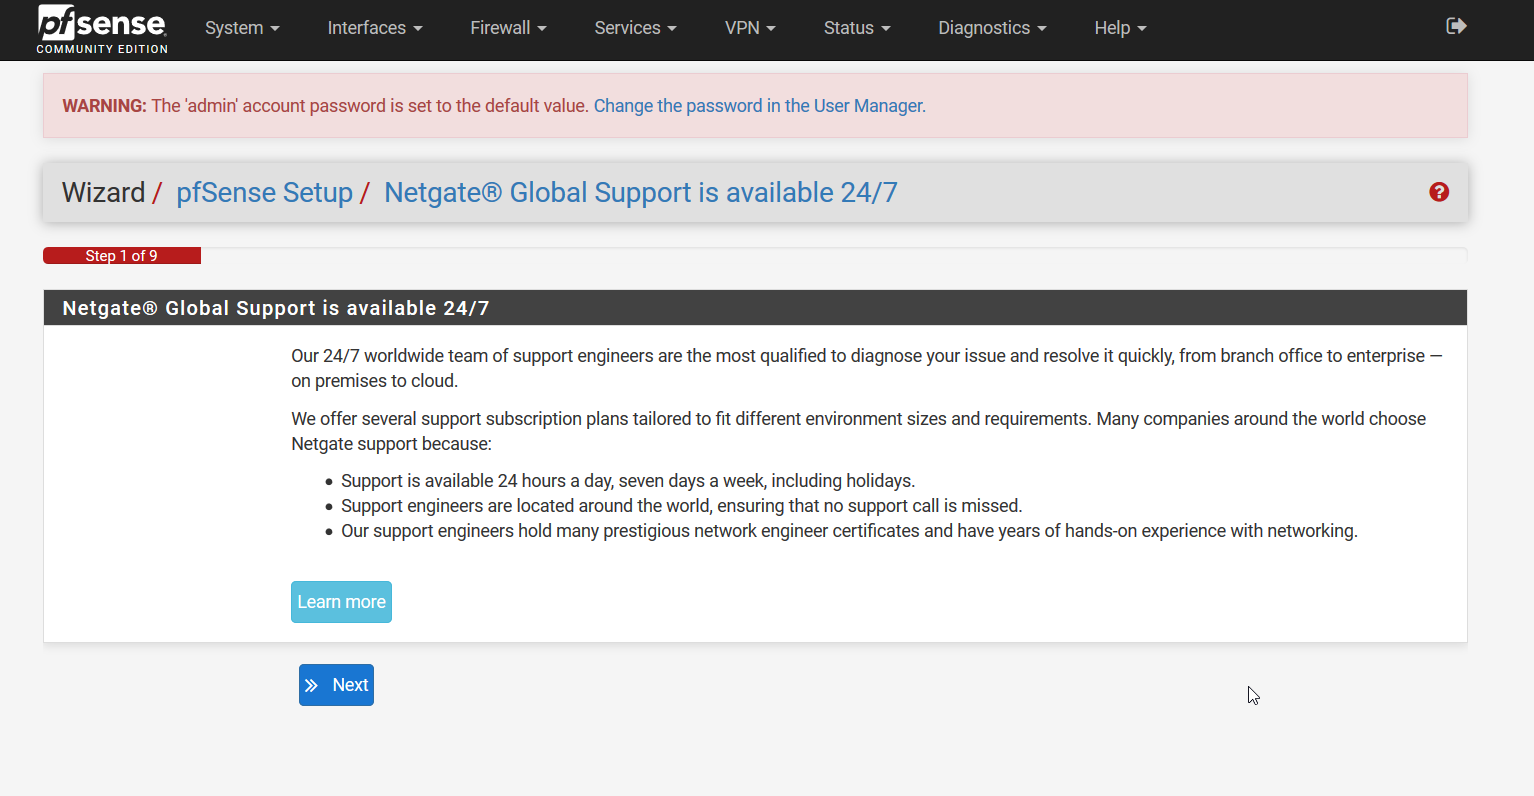 pfsense
COMMUNITY EDITION
System
Interfaces
Firewall
Services
VPN
Status
Diagnostics
Help
WARNING: The 'admin' account password is set to the default value. Change the password in the User Manager.
Wizard / pfSense Setup / Netgate® Global Support is available 24/7
Step 1 of 9
Netgate® Global Support is available 24/7
Our 24/7 worldwide team of support engineers are the most qualified to diagnose your issue and resolve it quickly, from branch office to enterprise —
on premises to cloud.
We offer several support subscription plans tailored to fit different environment sizes and requirements. Many companies around the world choose
Netgate support because:
• Support is available 24 hours a day, seven days a week, including holidays.
• Support engineers are located around the world, ensuring that no support call is missed.
• Our support engineers hold many prestigious network engineer certificates and have years of hands-on experience with networking.
Learn more
Next